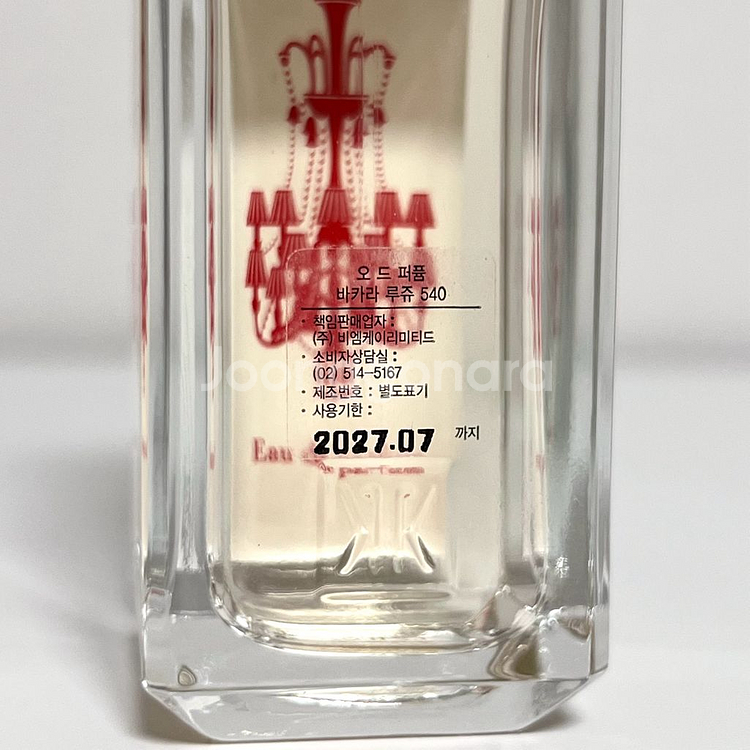 오 드 퍼퓸
바카라 루쥬 540
· 책임판매업자 :
(주) 비엠케이리미티드
· 소비자상담실 :
(02) 514-5167
· 제조번호 : 별도표기
· 사용기한 :
2027.07 까지
Eau